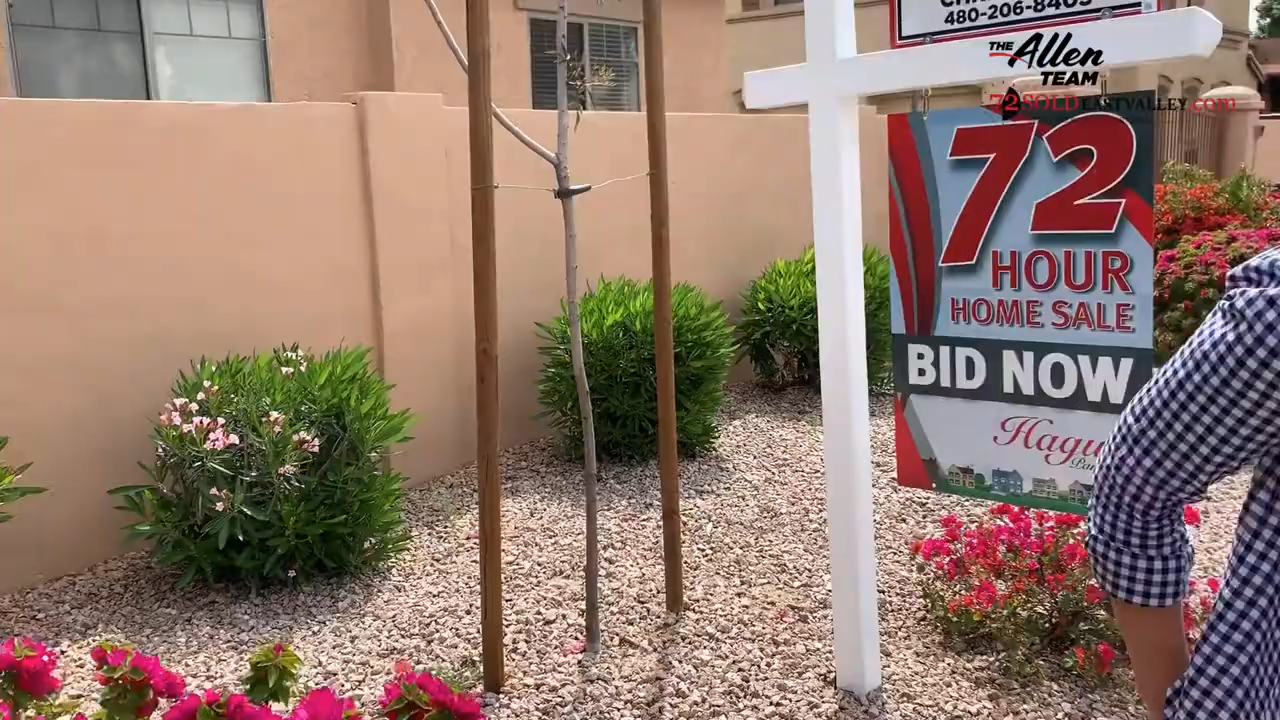 480-206-8405
THE Allen
TEAM
72SOLDEASTVALLEY.com
72
HOUR
HOME SALE
BID NOW